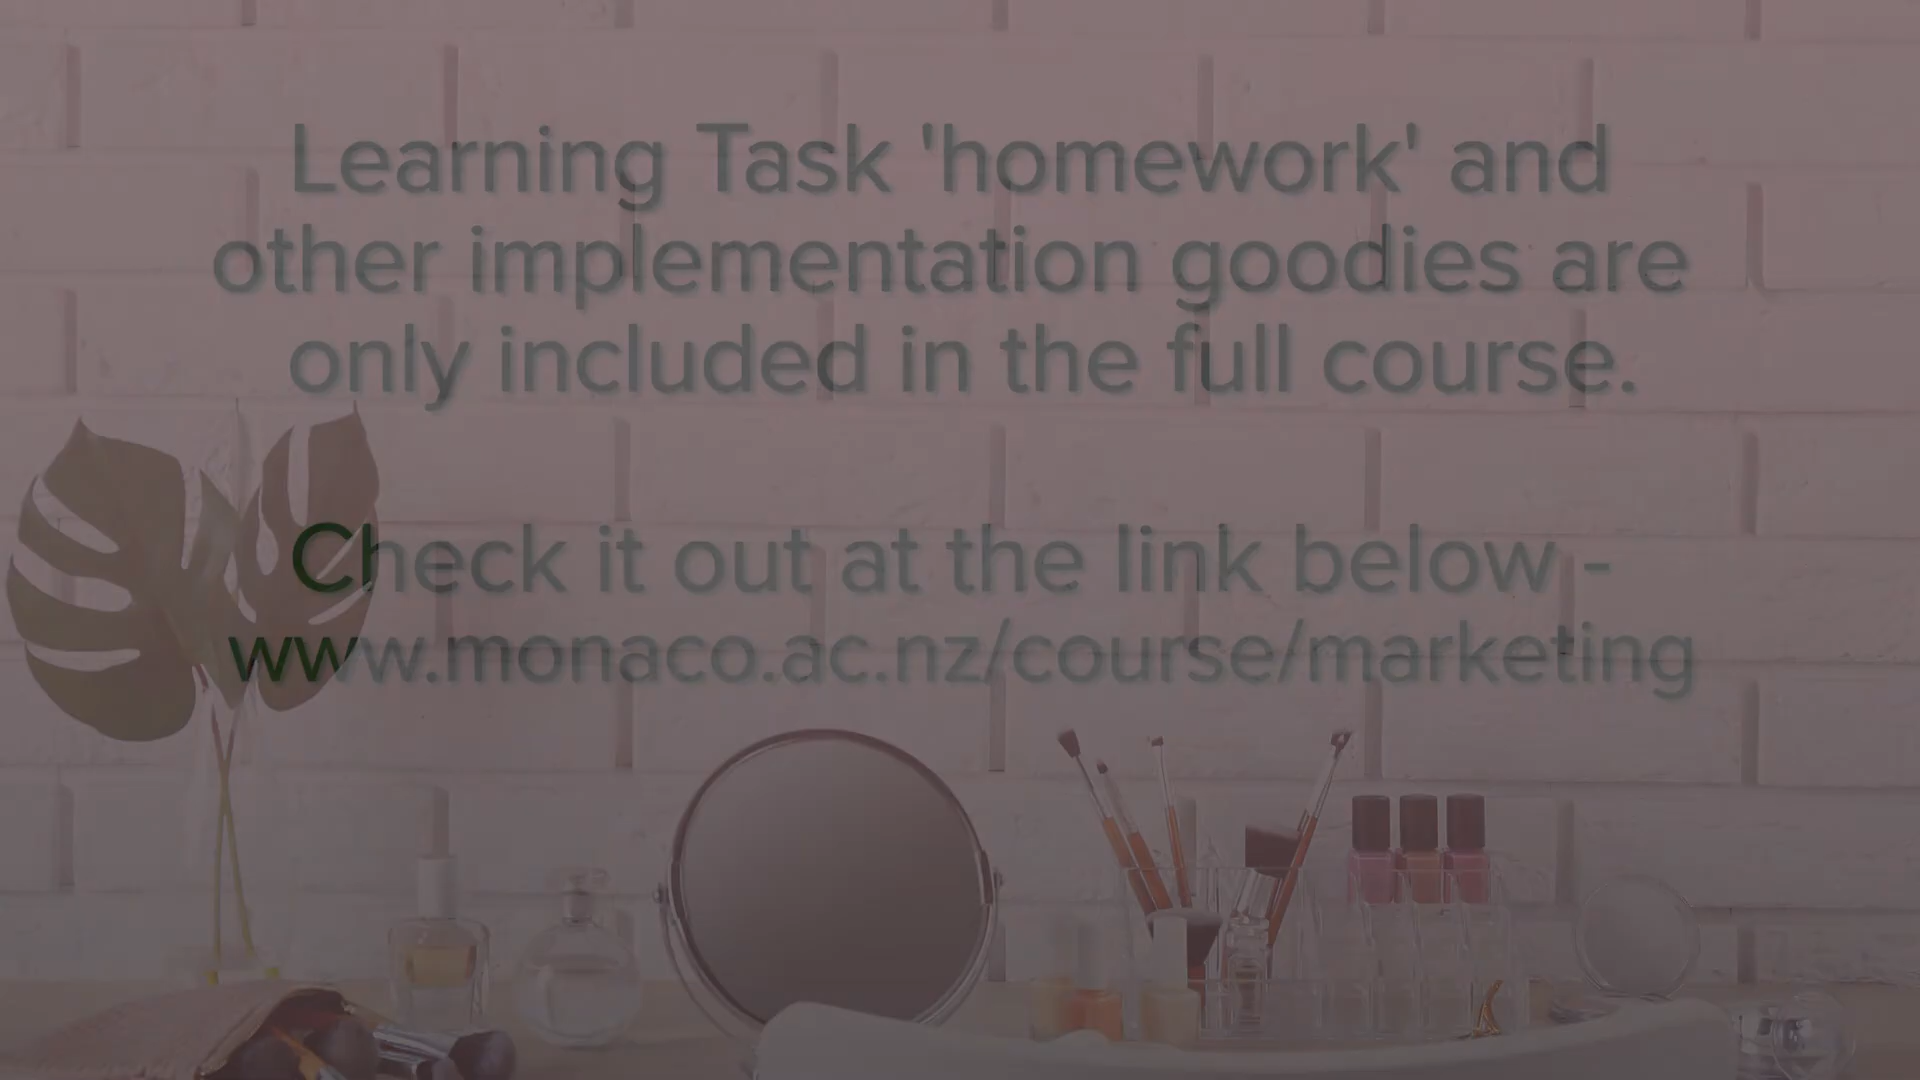 Learning Task 'homework' and
other implementation goodies are
only included in the full course.
Check it out at the link below -
www.monaco.ac.nz/course/marketing